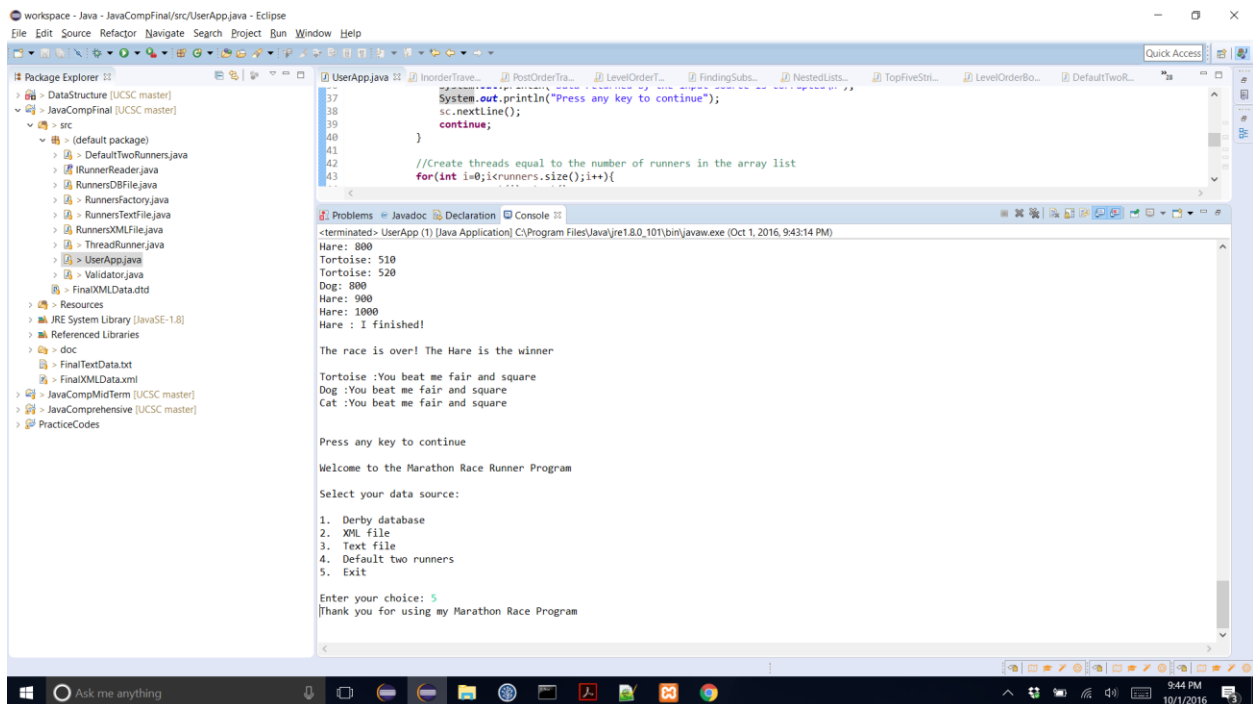 workspace - Java - JavaCompFinal/src/UserApp.java - Eclipse
File Edit Source Refactor Navigate Search Project Run Window Help
Quick Access
Package Explorer
> DataStructure [UCSC master]
> JavaCompFinal [UCSC master]
> src
> (default package)
> DefaultTwoRunners.java
IRunnerReader.java
RunnersDBFile.java
> RunnersFactory.java
> RunnersTextFile.java
RunnersXMLFile.java
> ThreadRunner.java
> UserApp.java
> Validator.java
> FinalXMLData.dtd
> Resources
JRE System Library [JavaSE-1.8]
Referenced Libraries
> doc
> FinalTextData.txt
> FinalXMLData.xml
> JavaCompMidTerm [UCSC master]
> JavaComprehensive [UCSC master]
PracticeCodes
UserApp.java InorderTrave... PostOrderTra... LevelOrderT... FindingSubs... NestedLists... TopFiveStri... LevelOrderBo... DefaultTwoR...
37 System.out.println("Press any key to continue");
38 sc.nextLine();
39 continue;
40 }
41
42 //Create threads equal to the number of runners in the array list
43 for(int i=0;i<runners.size();i++){
Problems Javadoc Declaration Console
<terminated> UserApp (1) [Java Application] C:\Program Files\Java\jre1.8.0_101\bin\javaw.exe (Oct 1, 2016, 9:43:14 PM)
Hare: 800
Tortoise: 510
Tortoise: 520
Dog: 800
Hare: 900
Hare: 1000
Hare : I finished!
The race is over! The Hare is the winner
Tortoise :You beat me fair and square
Dog :You beat me fair and square
Cat :You beat me fair and square
Press any key to continue
Welcome to the Marathon Race Runner Program
Select your data source:
1. Derby database
2. XML file
3. Text file
4. Default two runners
5. Exit
Enter your choice: 5
Thank you for using my Marathon Race Program
Ask me anything
9:44 PM
10/1/2016